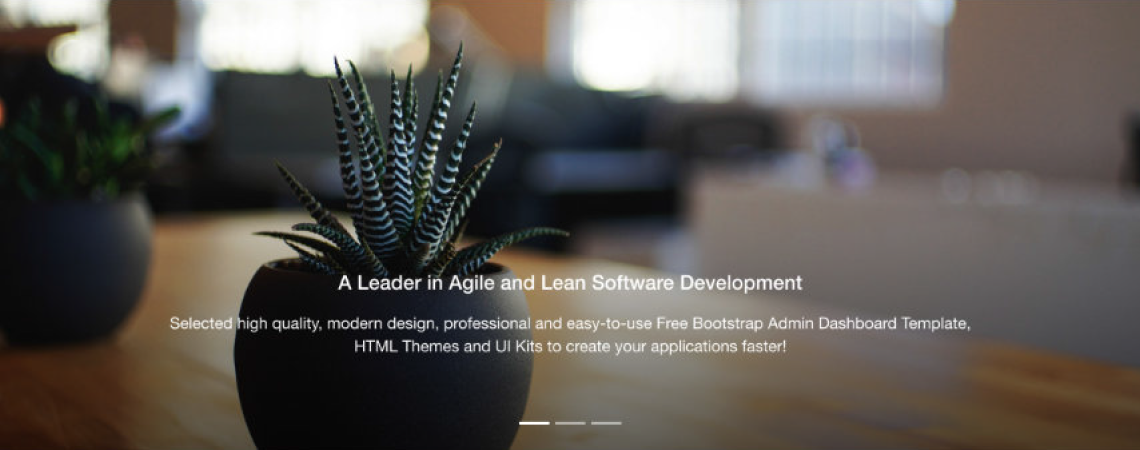 A Leader in Agile and Lean Software Development
Selected high quality, modern design, professional and easy-to-use Free Bootstrap Admin Dashboard Template,
HTML Themes and UI Kits to create your applications faster!